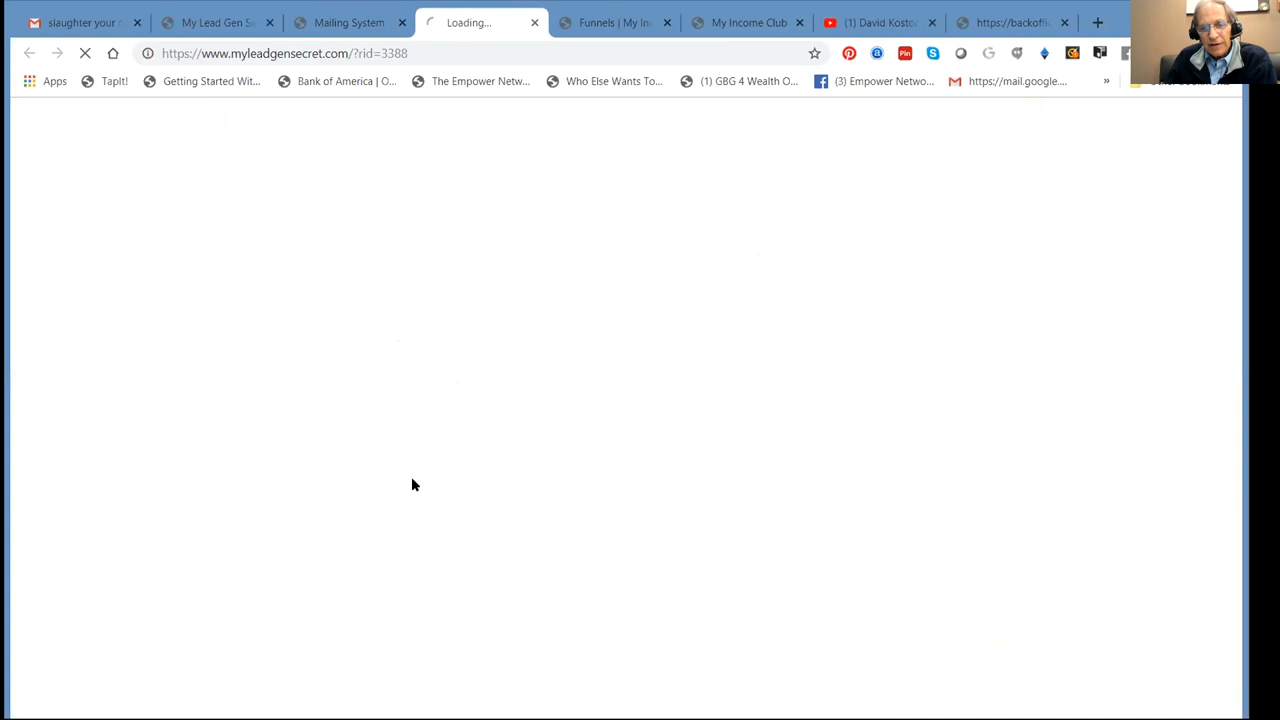 slaughter your My Lead Gen Se Mailing System Loading... Funnels | My In My Income Club (1) David Kostoc https://backoffic
https://www.myleadgensecret.com/?rid=3388
Apps TapIt! Getting Started Wit... Bank of America | O... The Empower Netw... Who Else Wants To... (1) GBG 4 Wealth O... (3) Empower Netwo... https://mail.google.... »